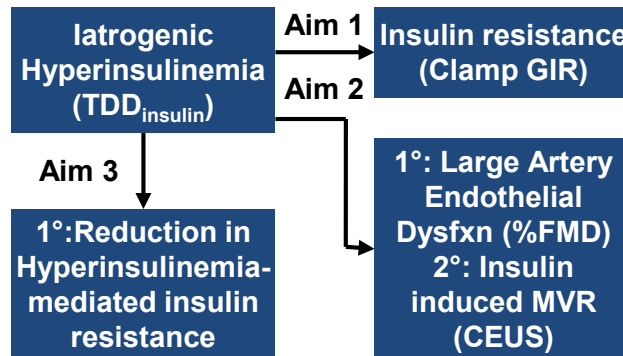 Iatrogenic
Hyperinsulinemia
(TDDinsulin)
Aim 1
Insulin resistance
(Clamp GIR)
Aim 2
1°: Large Artery
Endothelial
Dysfxn (%FMD)
2°: Insulin
induced MVR
(CEUS)
Aim 3
1°:Reduction in
Hyperinsulinemia-
mediated insulin
resistance